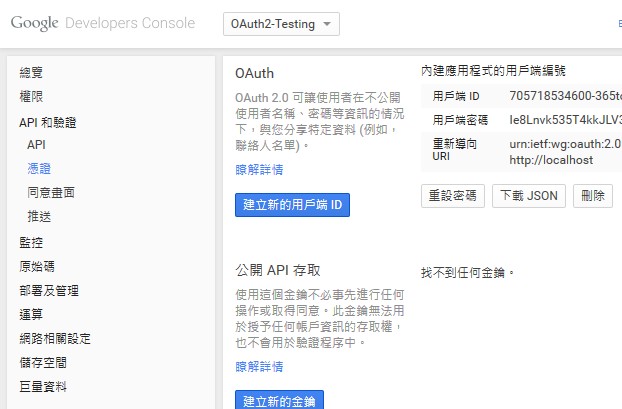 Google Developers Console
OAuth2-Testing
總覽
權限
API 和驗證
API
憑證
同意畫面
推送
監控
原始碼
部署及管理
運算
網路相關設定
儲存空間
巨量資料
OAuth
OAuth 2.0 可讓使用者在不公開
使用者名稱、密碼等資訊的情況
下，與您分享特定資料 (例如，
聯絡人名單)。
瞭解詳情
建立新的用戶端 ID
內建應用程式的用戶端編號
用戶端 ID 705718534600-365to
用戶端密碼 Ie8Lnvk535T4kkJLV3
重新導向 URI urn:ietf:wg:oauth:2.0
http://localhost
重設密碼 下載 JSON 刪除
公開 API 存取
使用這個金鑰不必事先進行任何
操作或取得同意。此金鑰無法用
於授予任何帳戶資訊的存取權，
也不會用於驗證程序中。
瞭解詳情
建立新的金鑰
找不到任何金鑰。